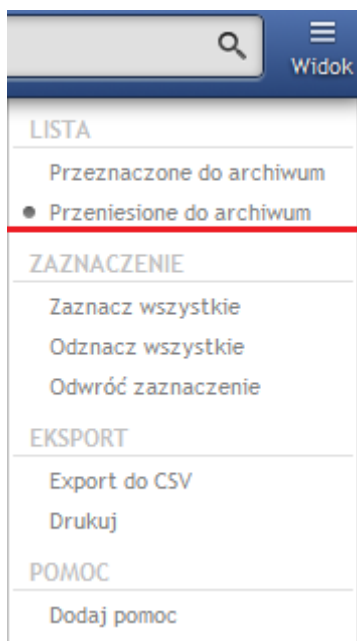 Widok
LISTA
Przeznaczone do archiwum
Przeniesione do archiwum
ZAZNACZENIE
Zaznacz wszystkie
Odznacz wszystkie
Odwróć zaznaczenie
EKSPORT
Export do CSV
Drukuj
POMOC
Dodaj pomoc